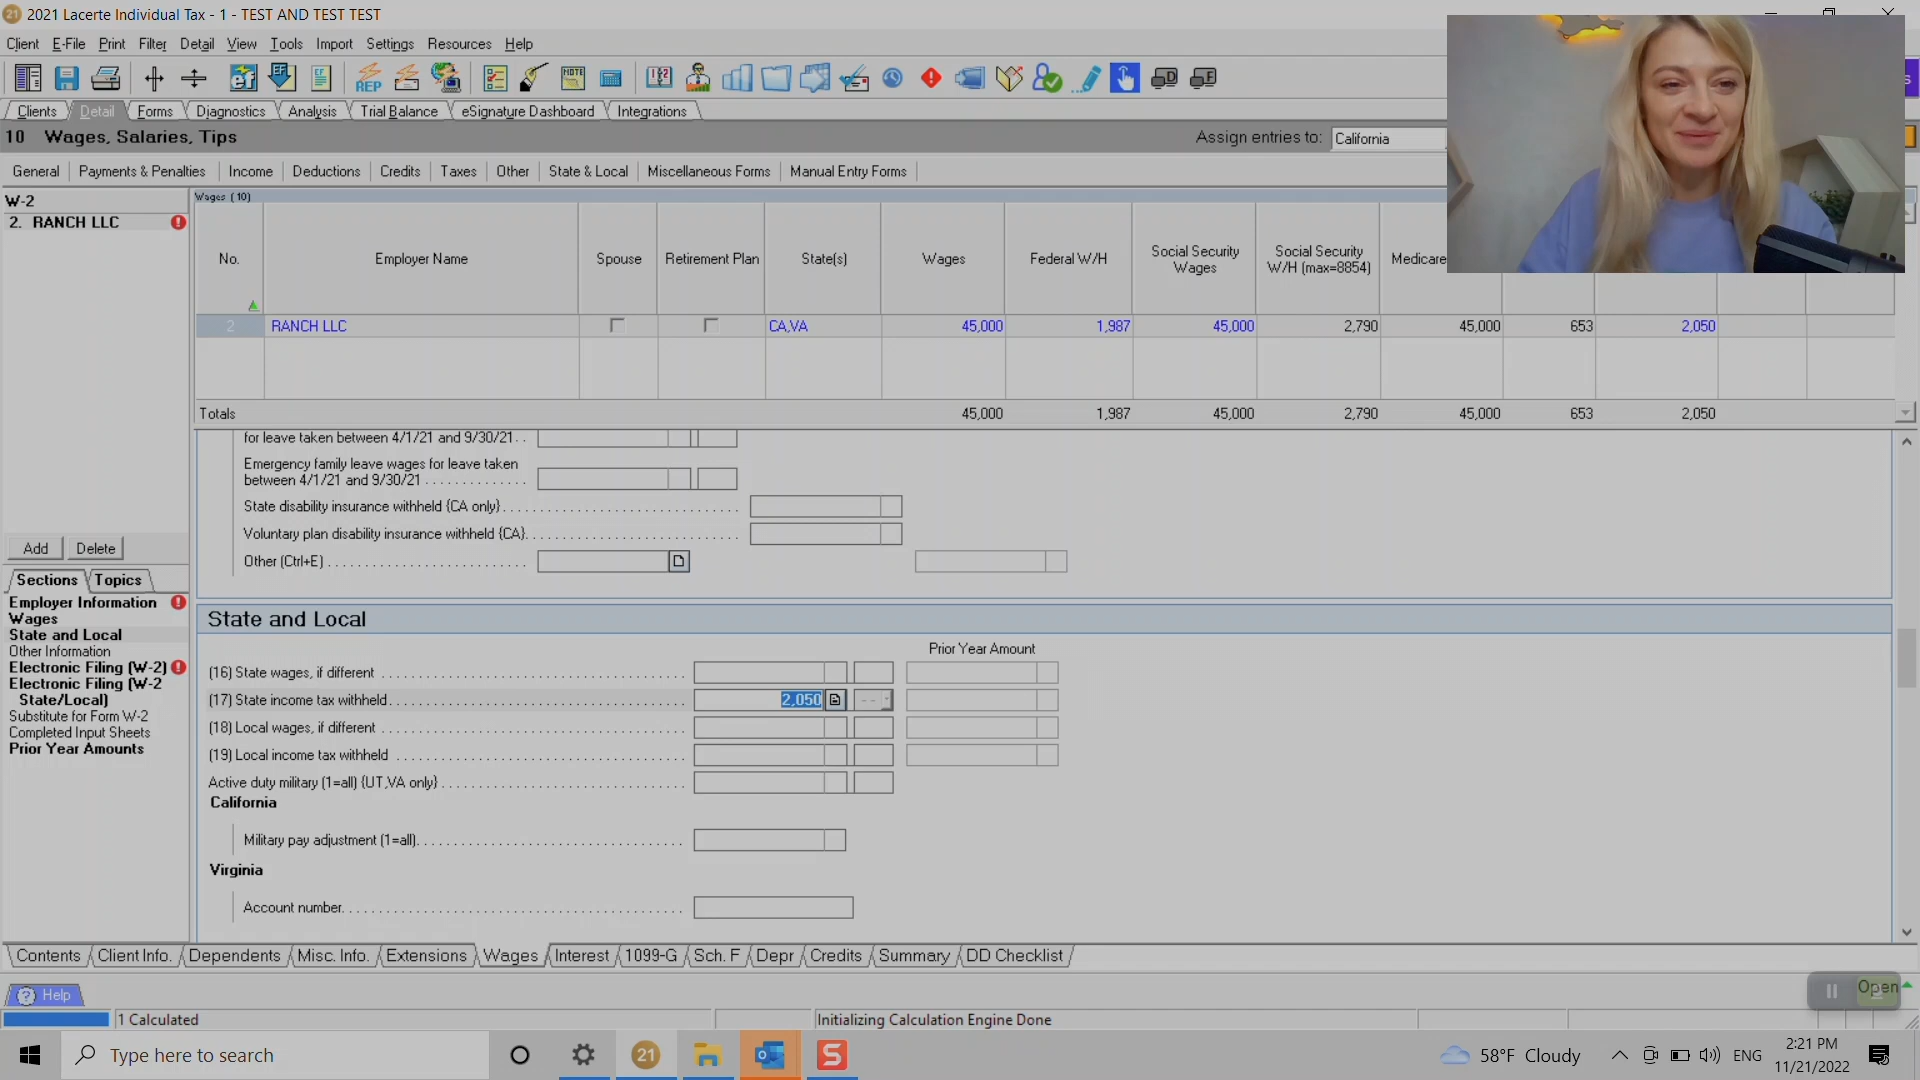 2021 Lacerte Individual Tax - 1 - TEST AND TEST TEST
Client E-File Print Filter Detail View Tools Import Settings Resources Help
Clients Detail Forms Diagnostics Analysis Trial Balance eSignature Dashboard Integrations
10 Wages, Salaries, Tips Assign entries to: California
General Payments & Penalties Income Deductions Credits Taxes Other State & Local Miscellaneous Forms Manual Entry Forms
W-2
2. RANCH LLC
Wages (10)
No. Employer Name Spouse Retirement Plan State(s) Wages Federal W/H Social Security Wages Social Security W/H (max=8854) Medicare
2 RANCH LLC CA,VA 45,000 1,987 45,000 2,790 45,000 653 2,050
Totals 45,000 1,987 45,000 2,790 45,000 653 2,050
for leave taken between 4/1/21 and 9/30/21. .
Emergency family leave wages for leave taken
between 4/1/21 and 9/30/21
State disability insurance withheld {CA only}
Voluntary plan disability insurance withheld {CA}
Other (Ctrl+E)
Add Delete
Sections Topics
Employer Information
Wages
State and Local
Other Information
Electronic Filing (W-2)
Electronic Filing (W-2
State/Local)
Substitute for Form W-2
Completed Input Sheets
Prior Year Amounts
State and Local
Prior Year Amount
(16) State wages, if different
(17) State income tax withheld 2,050 --
(18) Local wages, if different
(19) Local income tax withheld
Active duty military (1=all) {UT,VA only}
California
Military pay adjustment (1=all)
Virginia
Account number
Contents Client Info. Dependents Misc. Info. Extensions Wages Interest 1099-G Sch. F Depr Credits Summary DD Checklist
Help
Open
1 Calculated Initializing Calculation Engine Done
Type here to search
21
58°F Cloudy
ENG
2:21 PM
11/21/2022